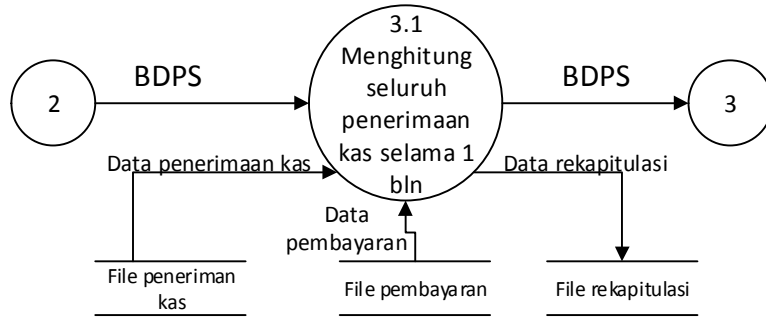 3.1
Menghitung
seluruh
penerimaan
kas selama 1
bln
2
BDPS
BDPS
3
Data penerimaan kas
Data rekapitulasi
Data
pembayaran
File peneriman
kas
File pembayaran
File rekapitulasi